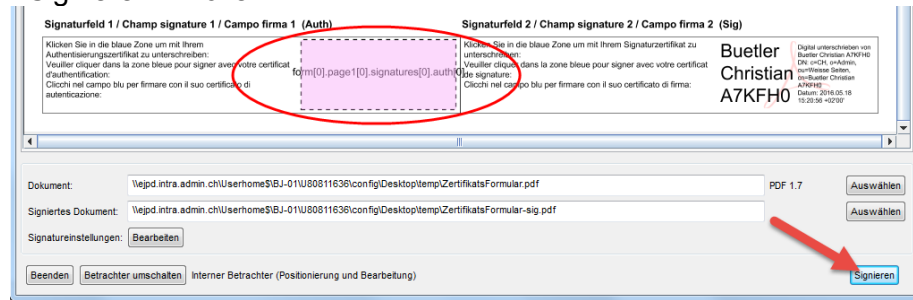 Signaturfeld 1 / Champ signature 1 / Campo firma 1 (Auth)
Klicken Sie in die blaue Zone um mit Ihrem
Authentisierungszertifikat zu unterschreiben:
Veuiller cliquer dans la zone bleue pour signer avec votre certificat
d'authentification:
Clicchi nel campo blu per firmare con il suo certificato di
autenticazione:
form[0].page1[0].signatures[0].auth[0]
Signaturfeld 2 / Champ signature 2 / Campo firma 2 (Sig)
Klicken Sie in die blaue Zone um mit Ihrem Signaturzertifikat zu
unterschreiben:
Veuiller cliquer dans la zone bleue pour signer avec votre certificat
de signature:
Clicchi nel campo blu per firmare con il suo certificato di firma:
Buetler
Christian
A7KFH0
Digital unterschrieben von
Buetler Christian A7KFH0
DN: c=CH, o=Admin,
ou=Weisse Seiten,
cn=Buetler Christian
A7KFH0
Datum: 2016.05.18
15:20:56 +02'00'
Dokument: \\ejpd.intra.admin.ch\Userhome$\BJ-01\U80811636\config\Desktop\temp\ZertifikatsFormular.pdf PDF 1.7 Auswählen
Signiertes Dokument: \\ejpd.intra.admin.ch\Userhome$\BJ-01\U80811636\config\Desktop\temp\ZertifikatsFormular-sig.pdf Auswählen
Signatureinstellungen: Bearbeiten
Beenden Betrachter umschalten Interner Betrachter (Positionierung und Bearbeitung) Signieren